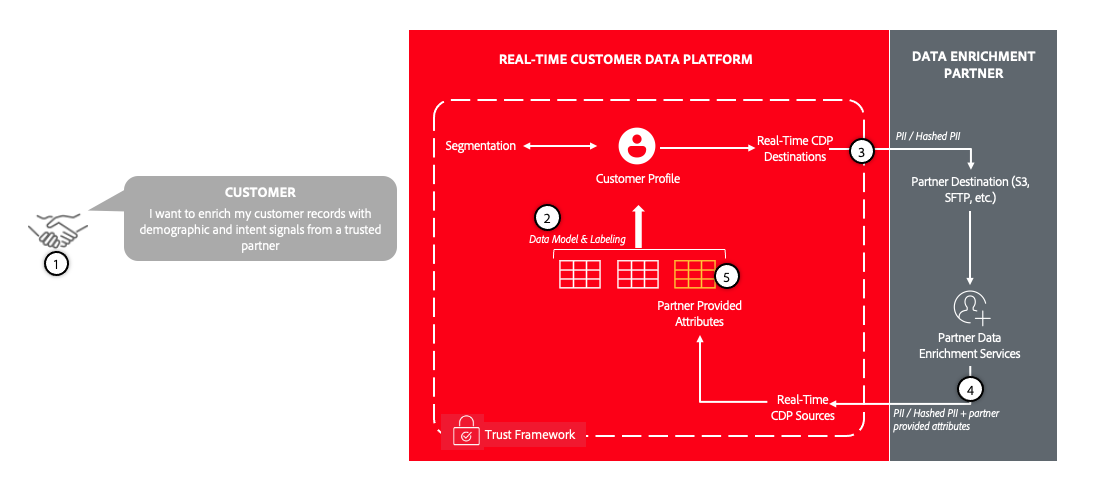 REAL-TIME CUSTOMER DATA PLATFORM
DATA ENRICHMENT
PARTNER
PII / Hashed PII
Segmentation
Customer Profile
Real-Time CDP
Destinations
3
Partner Destination (S3,
SFTP, etc.)
CUSTOMER
I want to enrich my customer records with
demographic and intent signals from a trusted
partner
1
2
Data Model & Labeling
5
Partner Provided
Attributes
Partner Data
Enrichment Services
4
Real-Time
CDP Sources
PII / Hashed PII + partner
provided attributes
Trust Framework